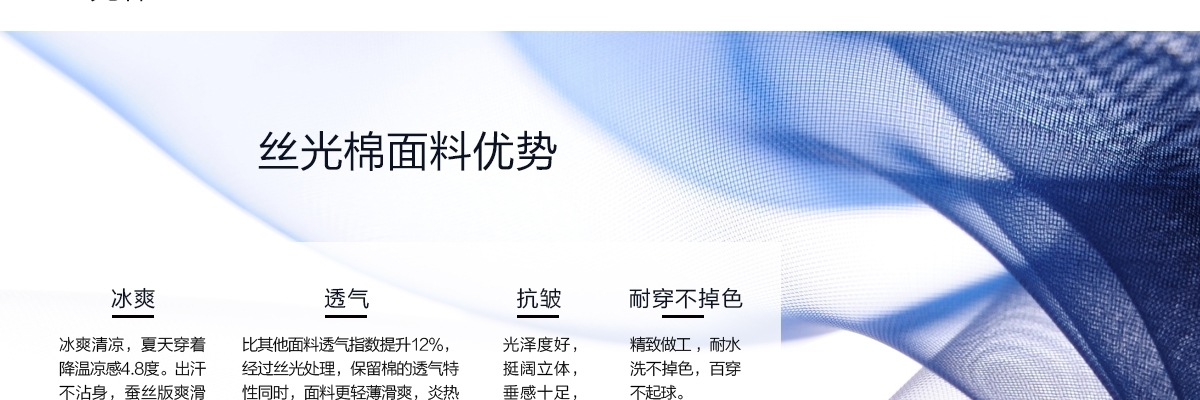 丝光棉面料优势
冰爽
冰爽清凉，夏天穿着
降温凉感4.8度。出汗
不沾身，蚕丝版爽滑
透气
比其他面料透气指数提升12%，
经过丝光处理，保留棉的透气特
性同时，面料更轻薄滑爽，炎热
抗皱
光泽度好，
挺阔立体，
垂感十足，
耐穿不掉色
精致做工，耐水
洗不掉色，百穿
不起球。